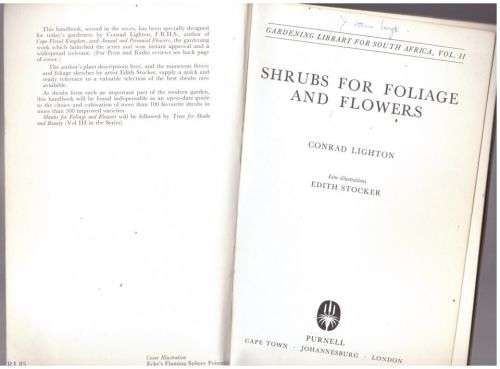 This handbook, second in the series, has been specially designed
for today's gardeners by Conrad Lighton, F.R.H.S., author of
Cape Floral Kingdom, and Annual and Perennial Flowers, the gardening
work which launched the series and won instant approval and a
widespread welcome. (For Press and Radio reviews see back page
of cover.)
The author's plant descriptions here, and the numerous flower
and foliage sketches by artist Edith Stocker, supply a quick and
ready reference to a valuable selection of the best shrubs now
available.
As shrubs form such an important part of the modern garden,
this handbook will be found indispensable as an up-to-date guide
to the choice and cultivation of more than 100 favourite shrubs in
more than 500 improved varieties.
Shrubs for Foliage and Flowers will be followed by Trees for Shade
and Beauty (Vol III in the Series)
Cover Illustration
GARDENING LIBRARY FOR SOUTH AFRICA, VOL. II
SHRUBS FOR FOLIAGE
AND FLOWERS
CONRAD LIGHTON
Line illustrations
EDITH STOCKER
PURNELL
CAPE TOWN · JOHANNESBURG · LONDON